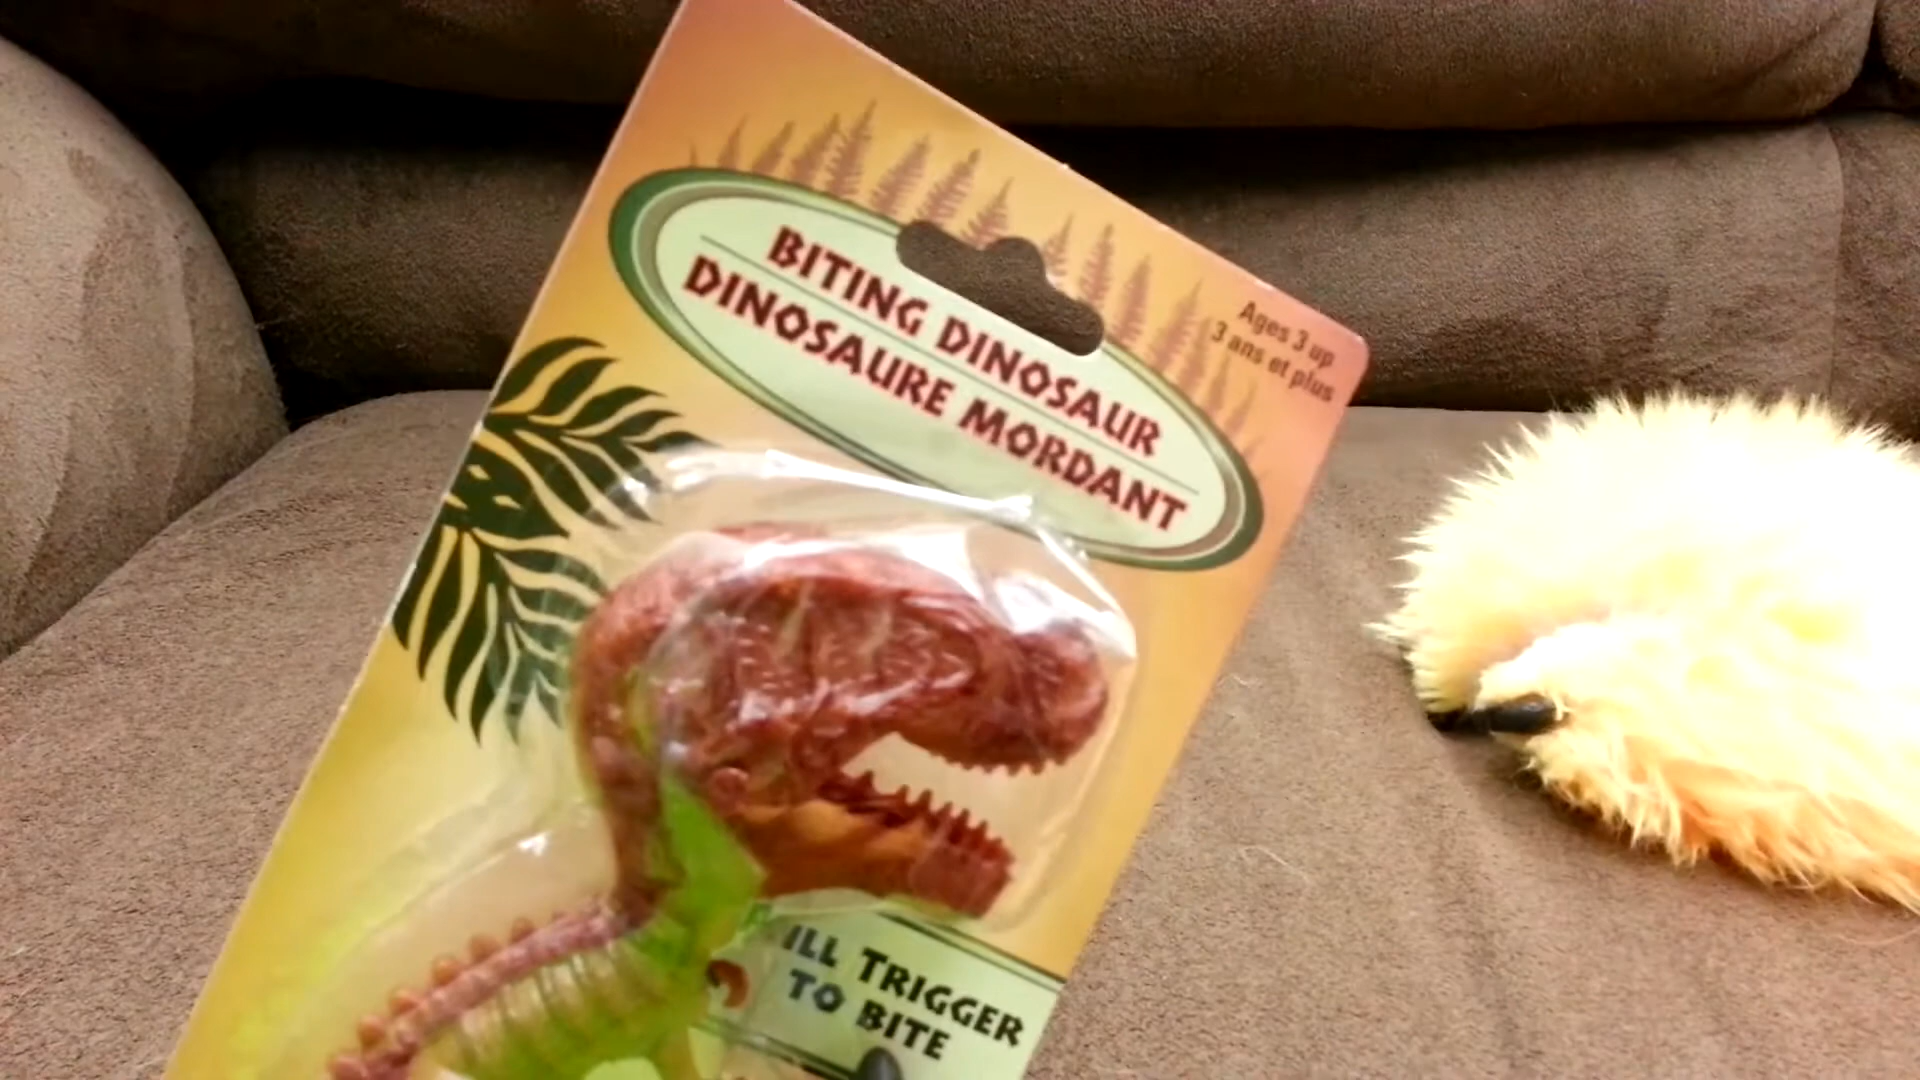 BITING DINOSAUR
DINOSAURE MORDANT
Ages 3 up
3 ans et plus
TRIGGER
TO BITE